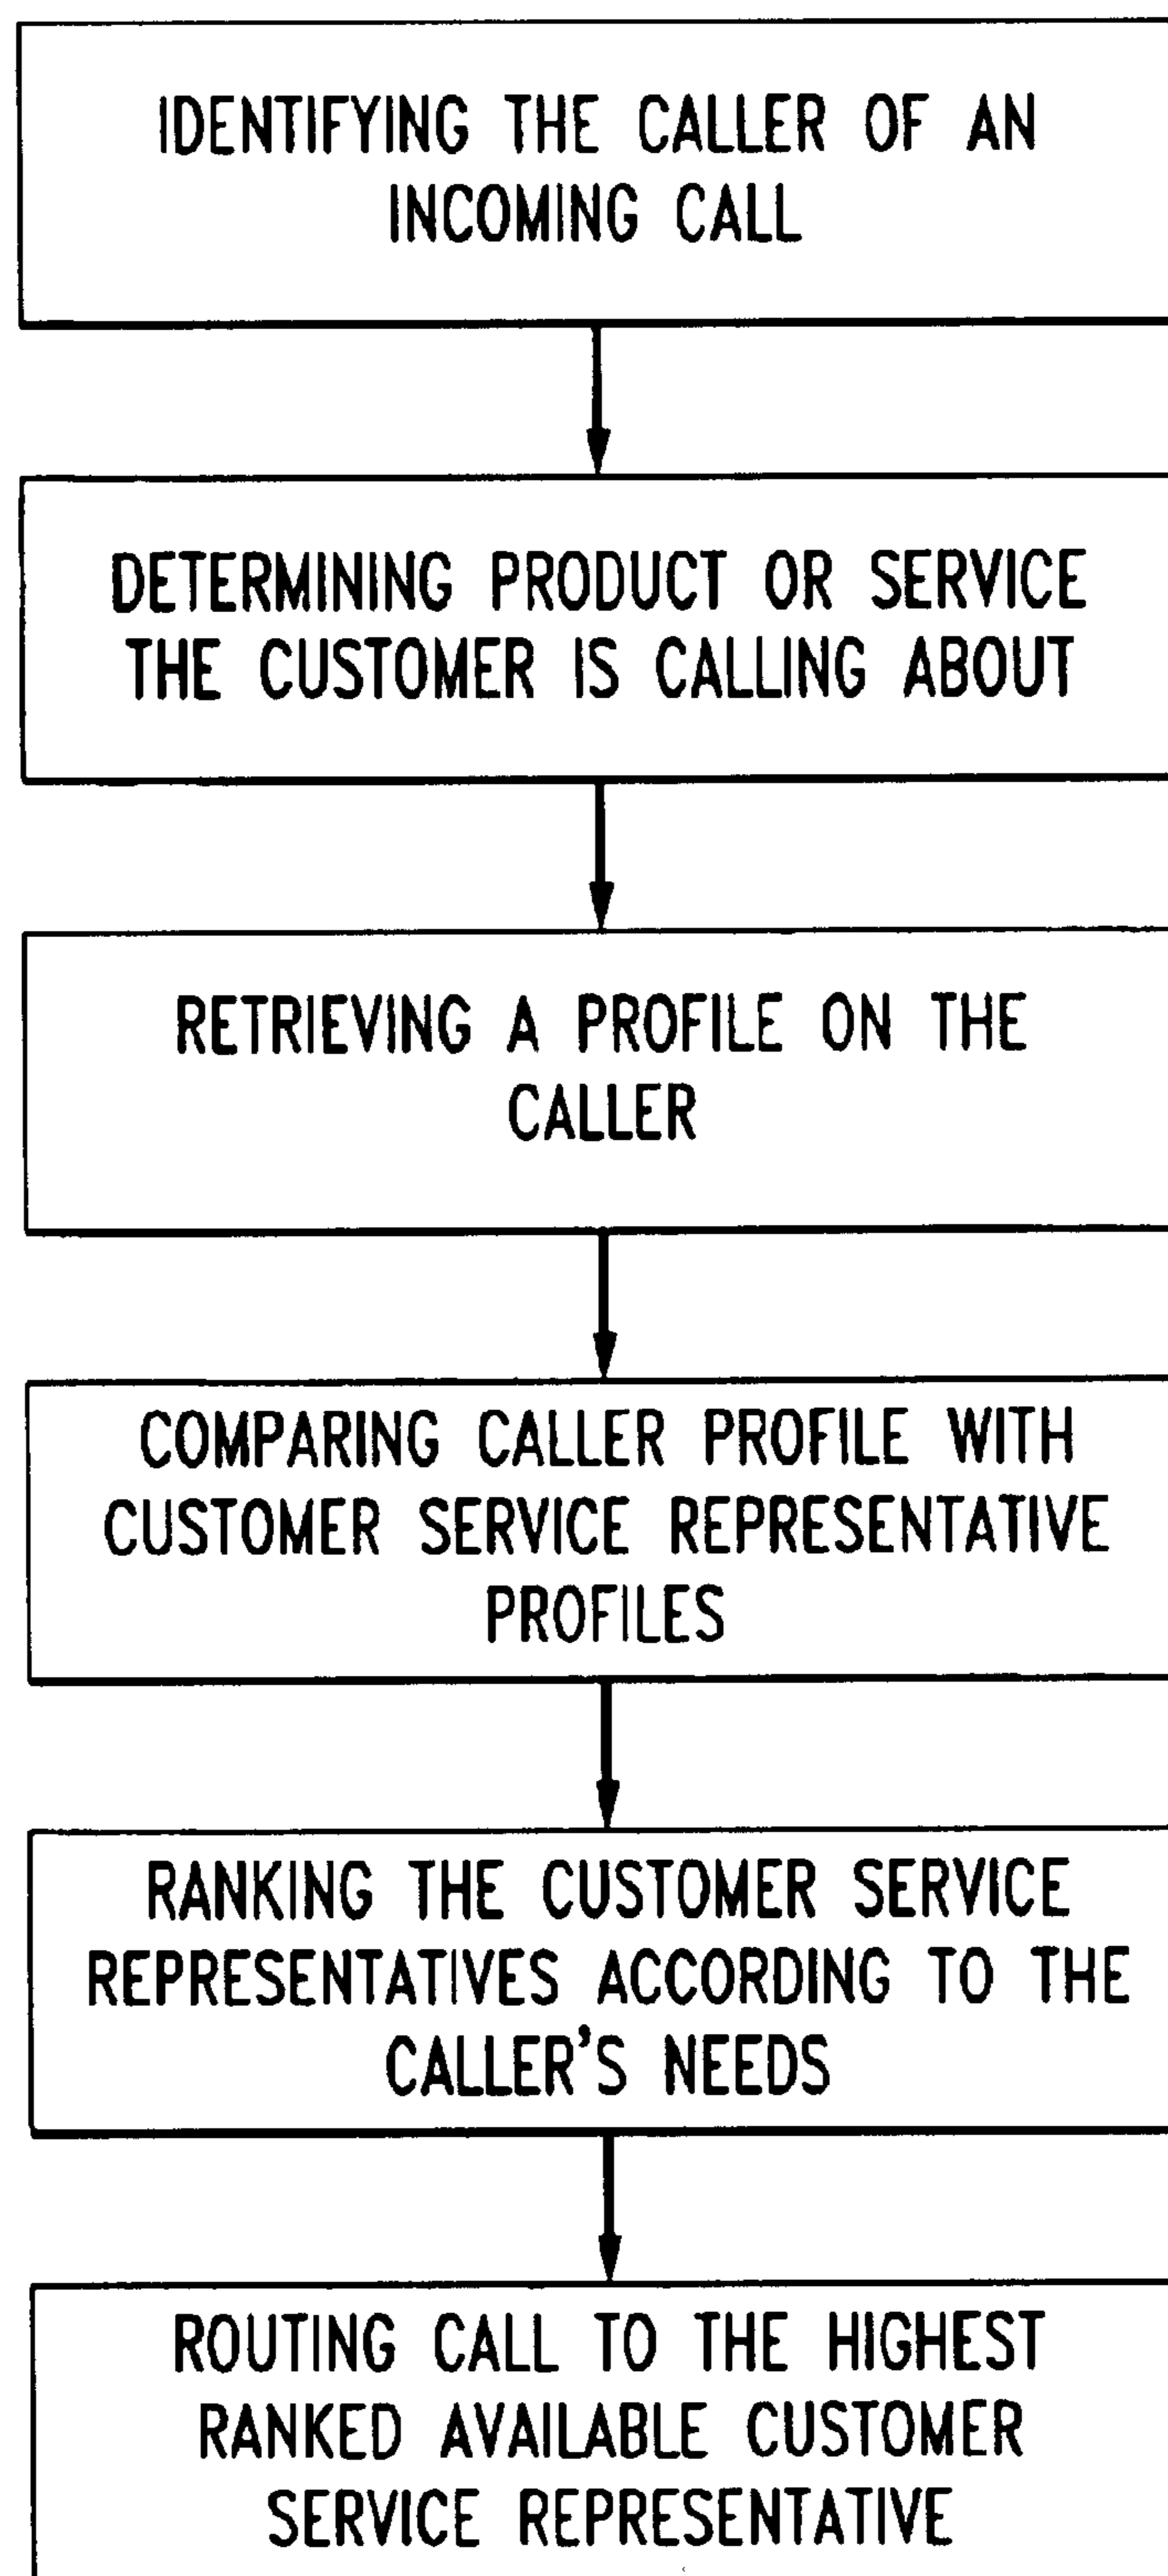 IDENTIFYING THE CALLER OF AN
INCOMING CALL
DETERMINING PRODUCT OR SERVICE
THE CUSTOMER IS CALLING ABOUT
RETRIEVING A PROFILE ON THE
CALLER
COMPARING CALLER PROFILE WITH
CUSTOMER SERVICE REPRESENTATIVE
PROFILES
RANKING THE CUSTOMER SERVICE
REPRESENTATIVES ACCORDING TO THE
CALLER'S NEEDS
ROUTING CALL TO THE HIGHEST
RANKED AVAILABLE CUSTOMER
SERVICE REPRESENTATIVE